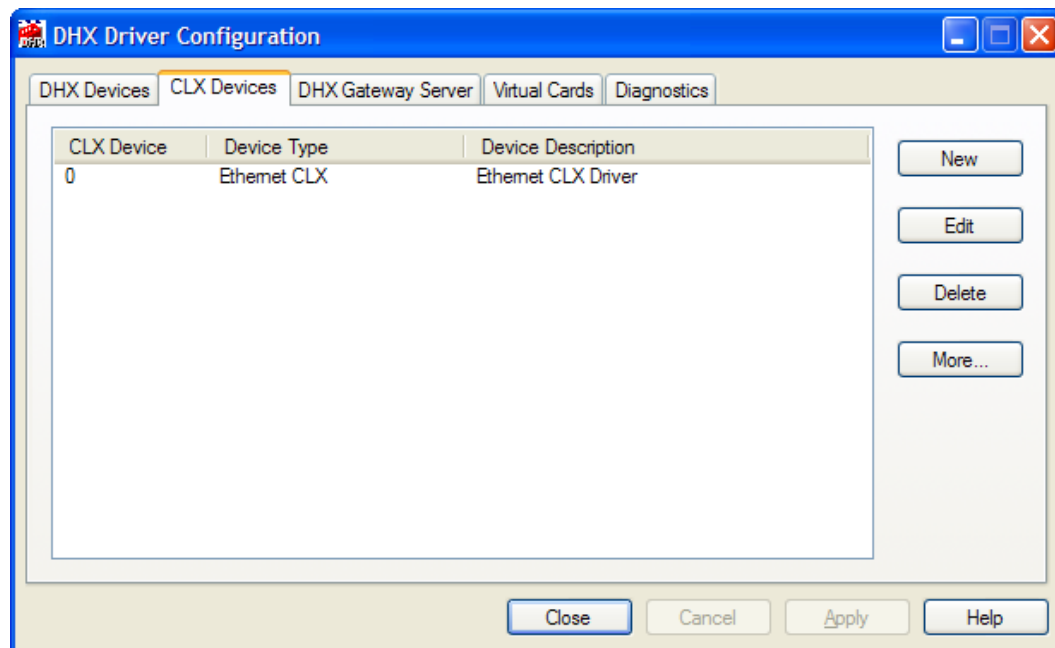 DHX Driver Configuration
DHX Devices CLX Devices DHX Gateway Server Virtual Cards Diagnostics
CLX Device Device Type Device Description
0 Ethernet CLX Ethernet CLX Driver
New
Edit
Delete
More...
Close Cancel Apply Help